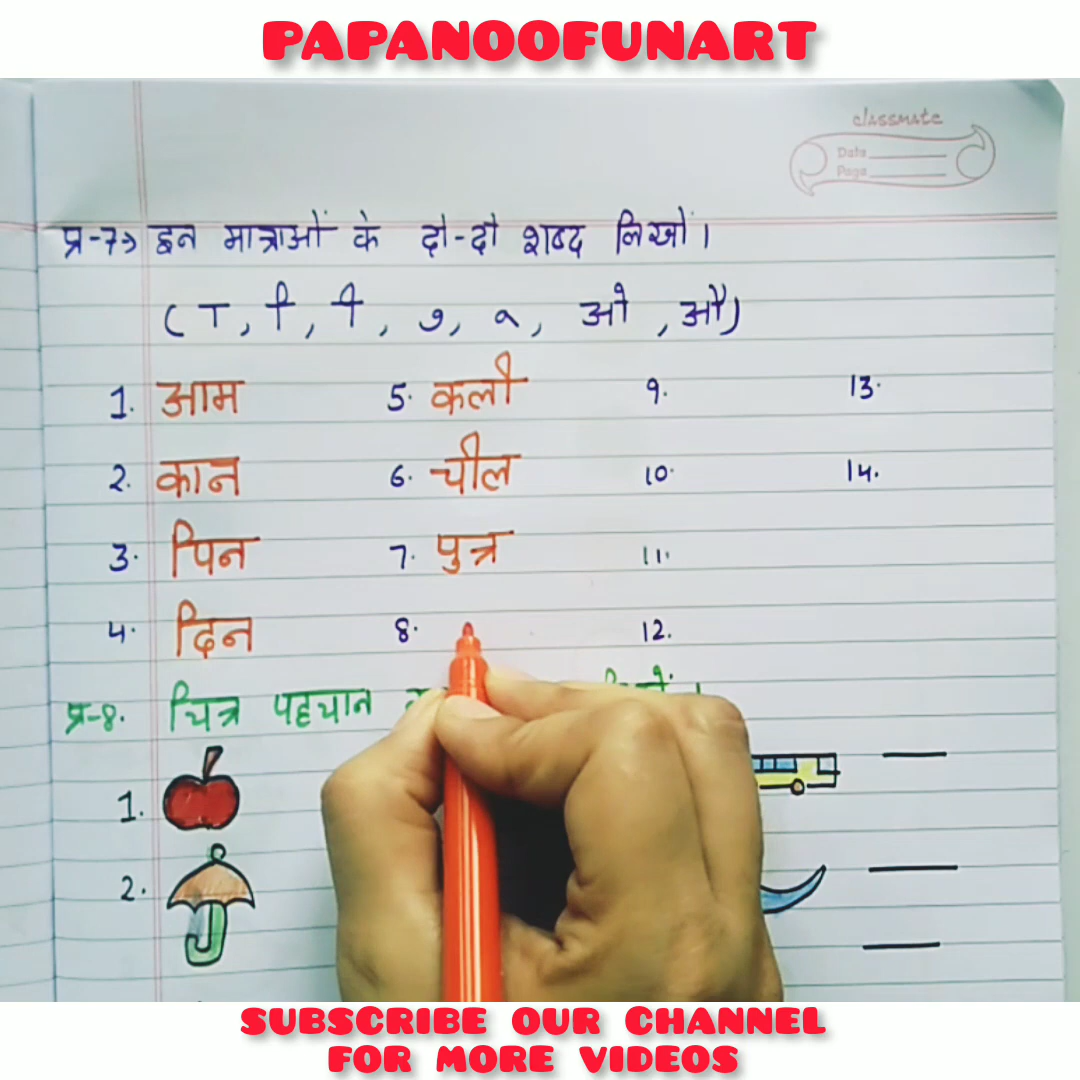 PAPANOOFUNART
classmate
Date
Page
प्र-7→ इन मात्राओं के दो-दो शब्द लिखों।
(ा, ि, ी, ु, ू, ओ, औ)
1. आम 5. कली 9. 13.
2. कान 6. चील 10. 14.
3. पिन 7. पुत्र 11.
4. दिन 8. 12.
प्र-8. चित्र पहचान
1.
2.
SUBSCRIBE OUR CHANNEL
FOR MORE VIDEOS